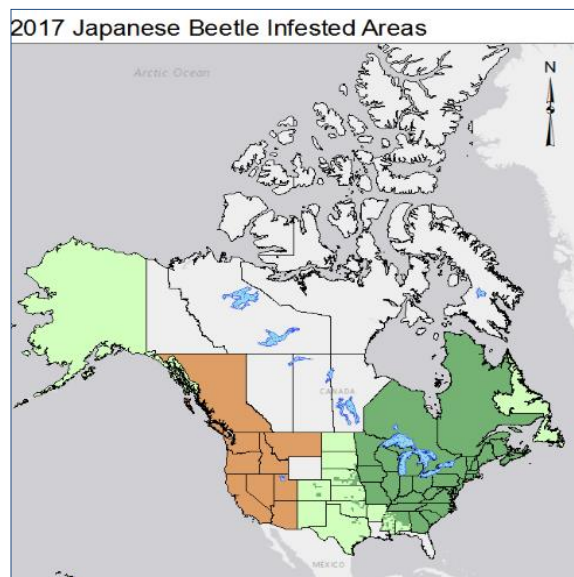 2017 Japanese Beetle Infested Areas
Arctic Ocean
N
CANADA
MEXICO